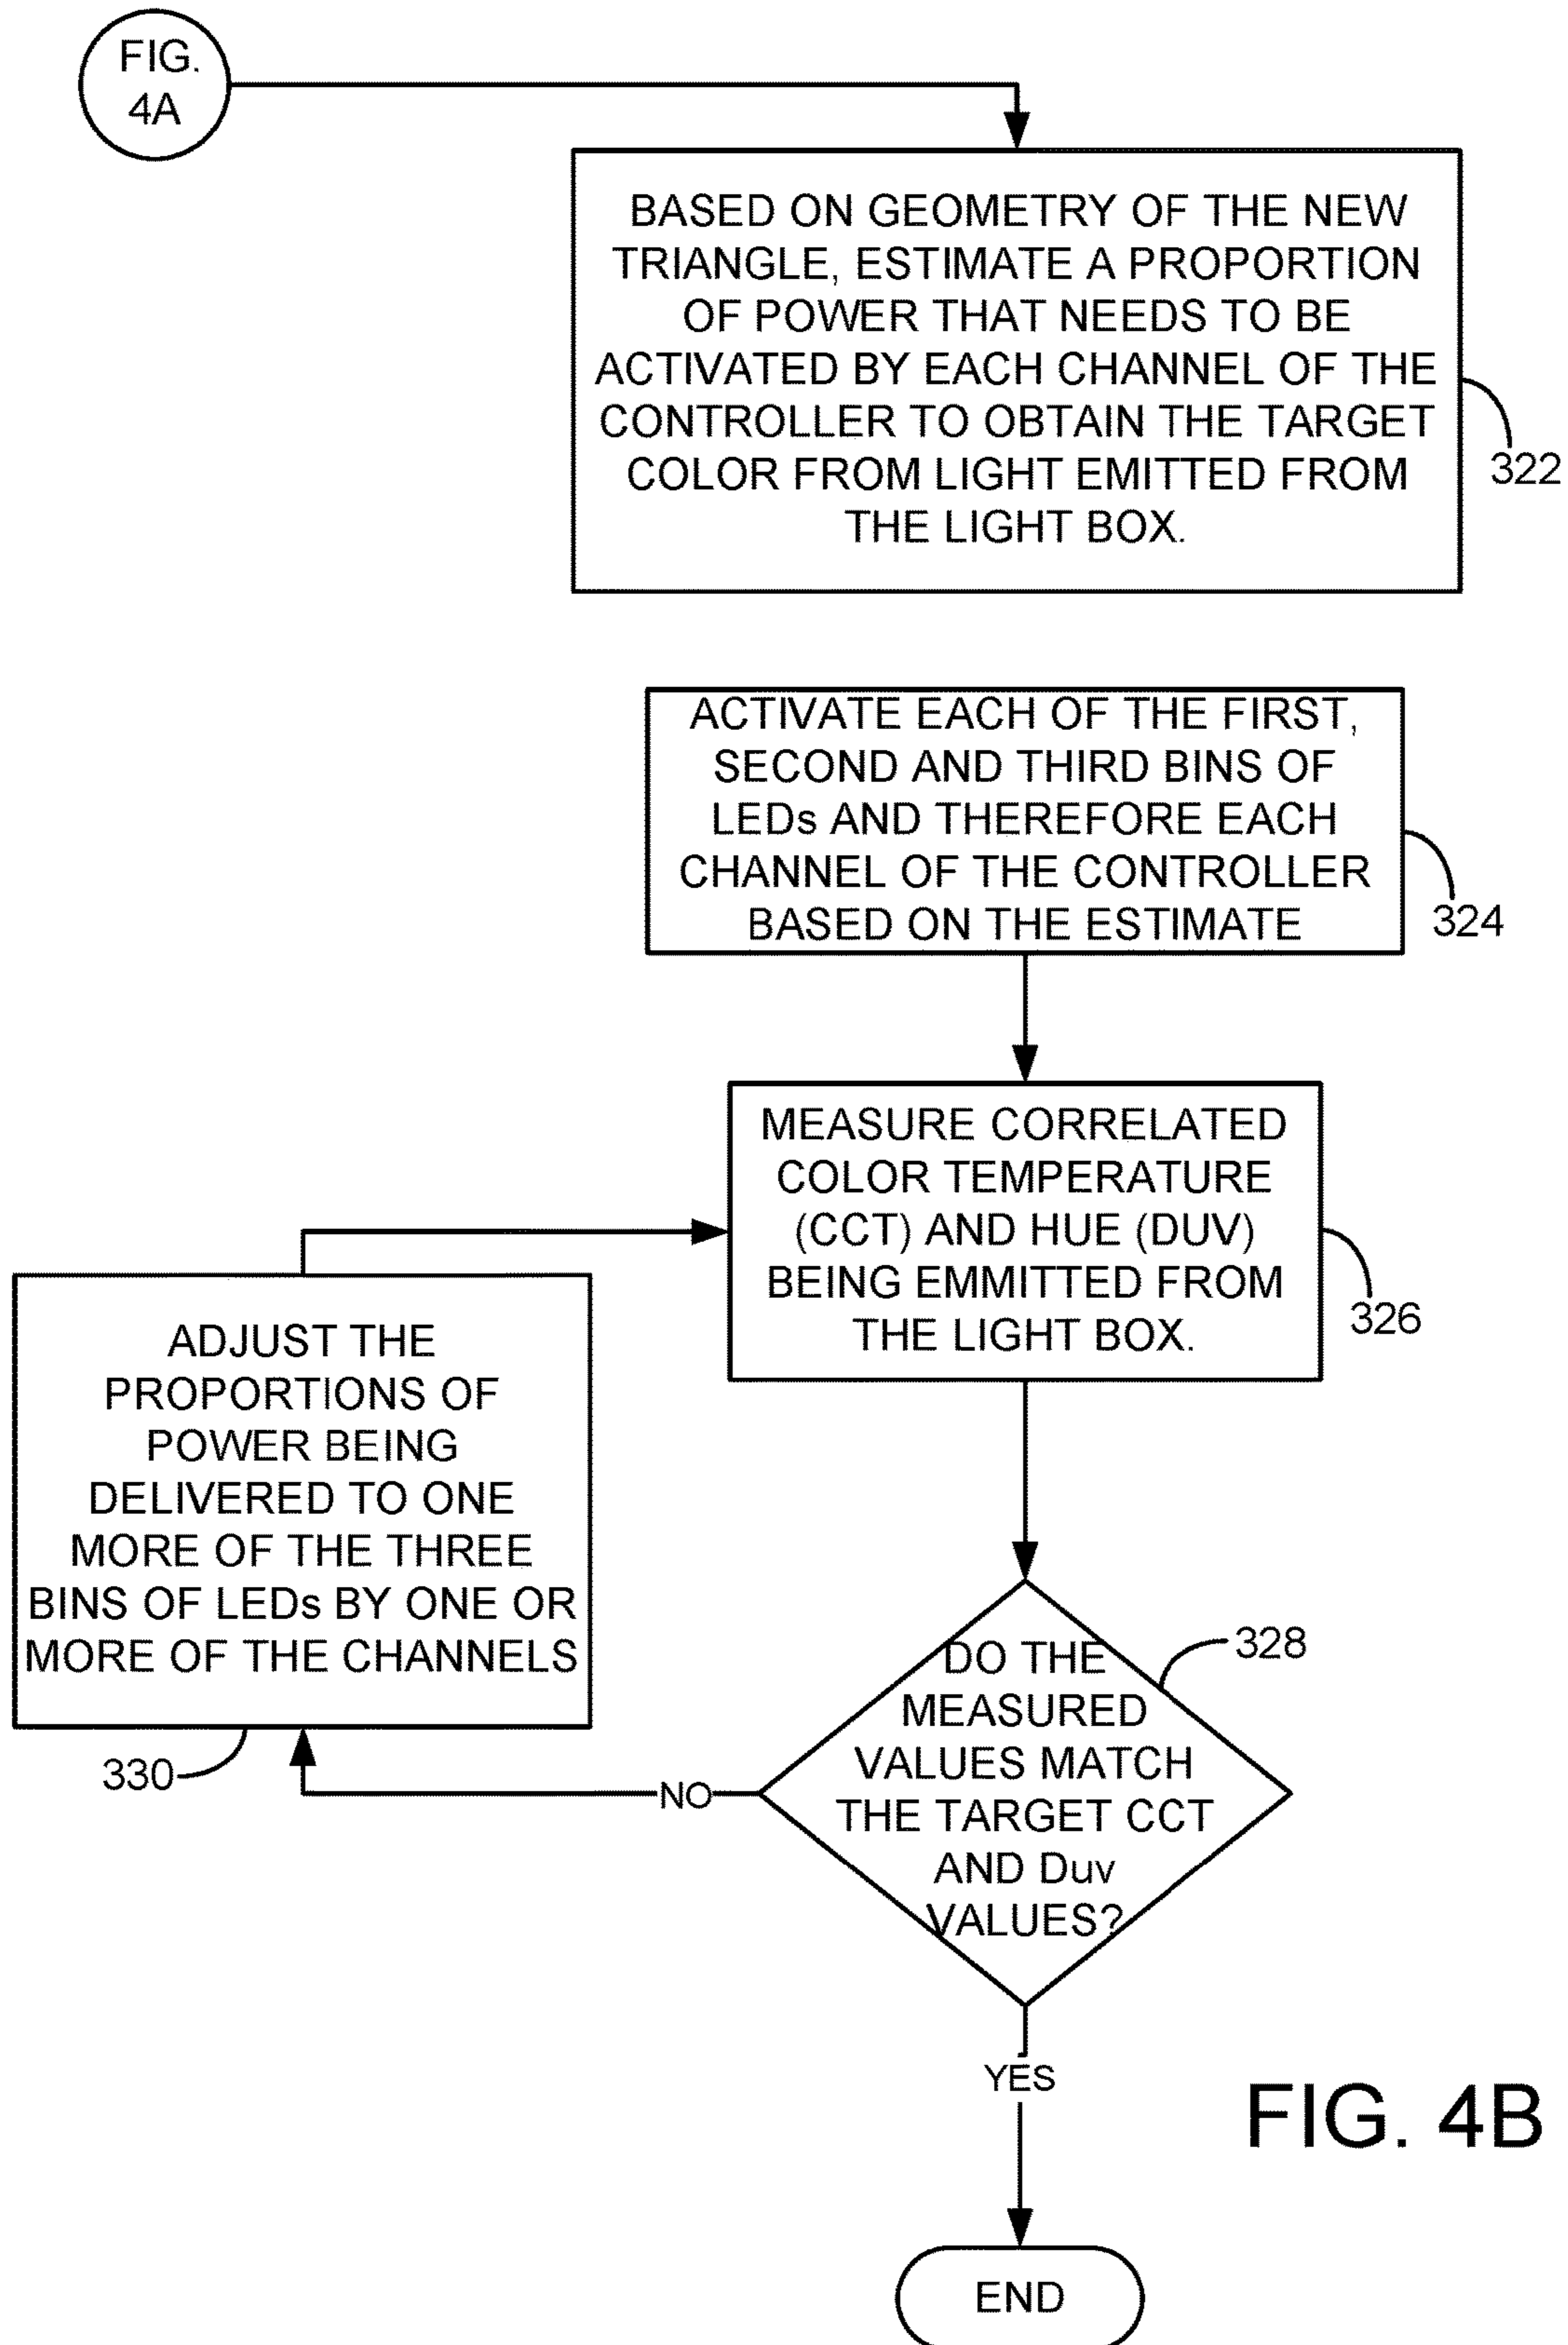 FIG.
4A
BASED ON GEOMETRY OF THE NEW
TRIANGLE, ESTIMATE A PROPORTION
OF POWER THAT NEEDS TO BE
ACTIVATED BY EACH CHANNEL OF THE
CONTROLLER TO OBTAIN THE TARGET
COLOR FROM LIGHT EMITTED FROM
THE LIGHT BOX.
322
ACTIVATE EACH OF THE FIRST,
SECOND AND THIRD BINS OF
LEDs AND THEREFORE EACH
CHANNEL OF THE CONTROLLER
BASED ON THE ESTIMATE
324
MEASURE CORRELATED
COLOR TEMPERATURE
(CCT) AND HUE (DUV)
BEING EMMITTED FROM
THE LIGHT BOX.
326
ADJUST THE
PROPORTIONS OF
POWER BEING
DELIVERED TO ONE
MORE OF THE THREE
BINS OF LEDs BY ONE OR
MORE OF THE CHANNELS
330
DO THE
MEASURED
VALUES MATCH
THE TARGET CCT
AND Duv
VALUES?
328
NO
YES
FIG. 4B
END